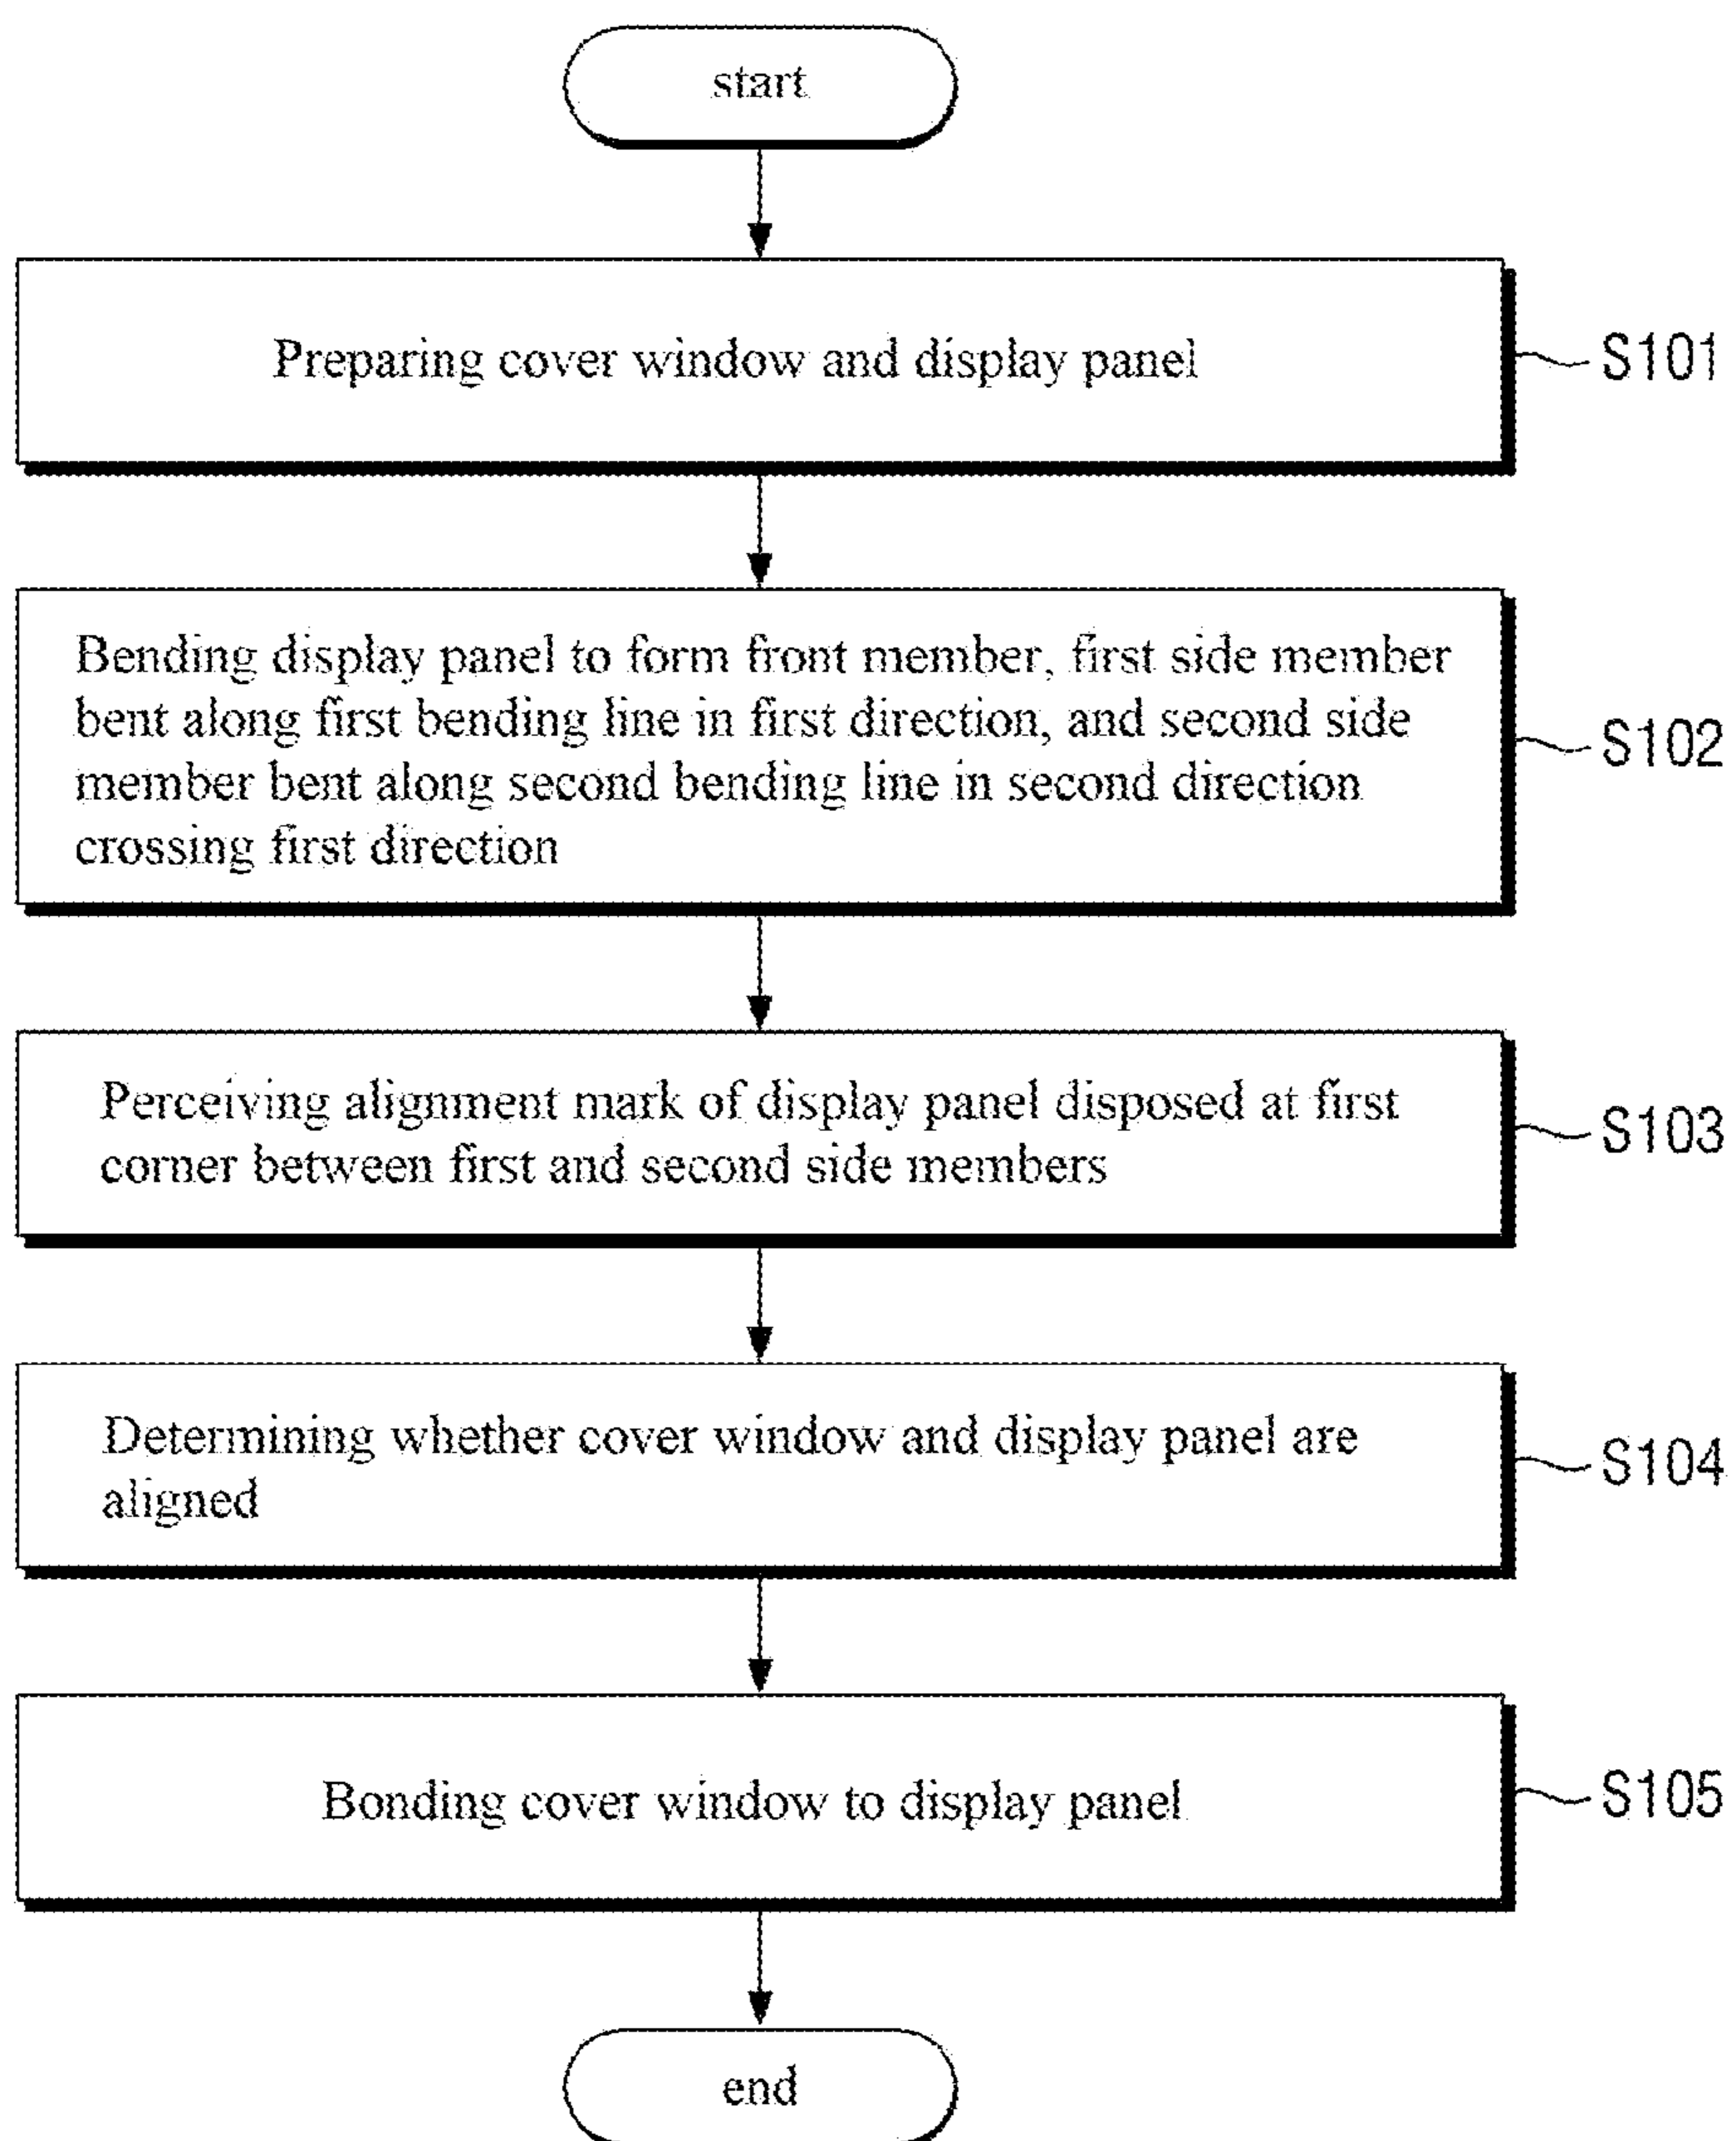 start
Preparing cover window and display panel
S101
Bending display panel to form front member, first side member
bent along first bending line in first direction, and second side
member bent along second bending line in second direction
crossing first direction
S102
Perceiving alignment mark of display panel disposed at first
corner between first and second side members
S103
Determining whether cover window and display panel are
aligned
S104
Bonding cover window to display panel
S105
end